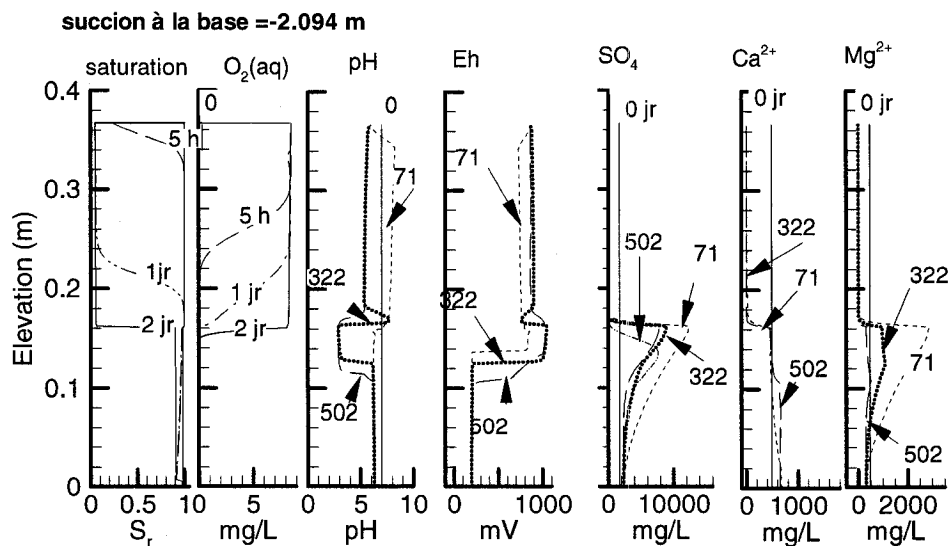 succion à la base =-2.094 m
saturation O₂(aq) pH Eh SO₄ Ca²⁺ Mg²⁺
0.4 0 0 0 jr 0 jr 0 jr
5 h
71 71
0.3
5 h
322 502 71 322
1 jr 1 jr 322 71
0.2
2 jr 2 jr
322 71
0.1 502
502 502 502
Elevation (m)
0
0 0.5 1 0 5 0 5 10 0 1000 0 10000 0 1000 0 2000
Sᵣ mg/L pH mV mg/L mg/L mg/L